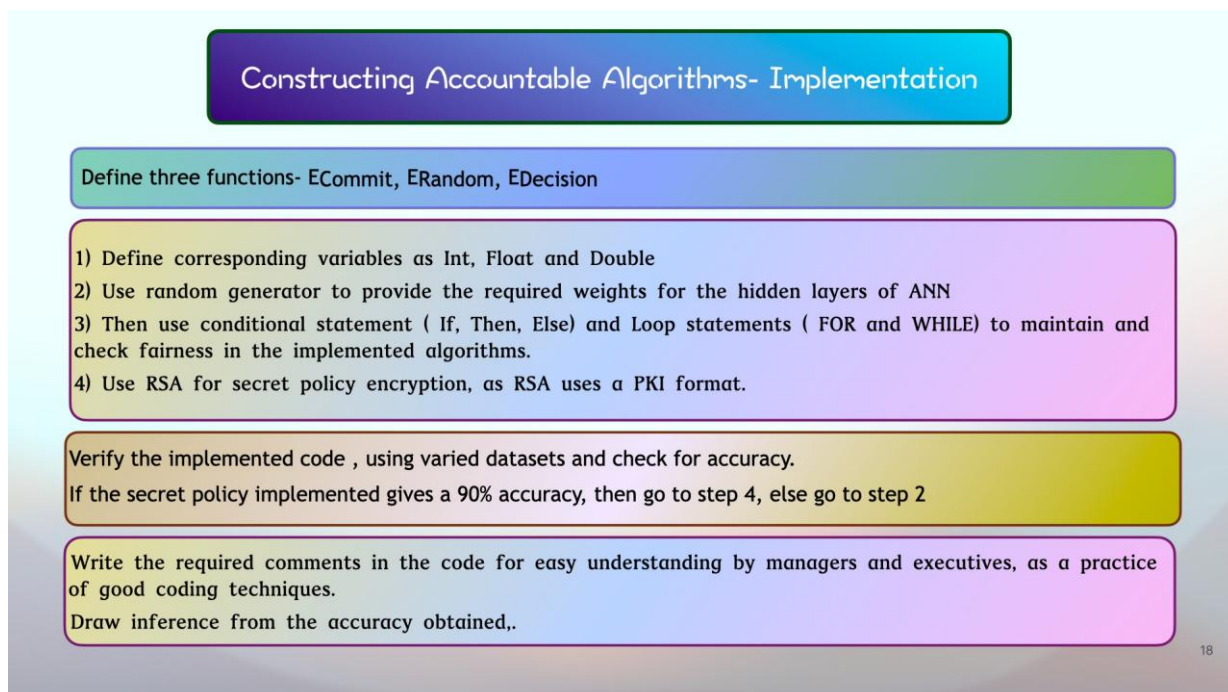 Constructing Accountable Algorithms- Implementation
Define three functions- ECommit, ERandom, EDecision
1) Define corresponding variables as Int, Float and Double
2) Use random generator to provide the required weights for the hidden layers of ANN
3) Then use conditional statement ( If, Then, Else) and Loop statements ( FOR and WHILE) to maintain and
check fairness in the implemented algorithms.
4) Use RSA for secret policy encryption, as RSA uses a PKI format.
Verify the implemented code , using varied datasets and check for accuracy.
If the secret policy implemented gives a 90% accuracy, then go to step 4, else go to step 2
Write the required comments in the code for easy understanding by managers and executives, as a practice
of good coding techniques.
Draw inference from the accuracy obtained,.
18